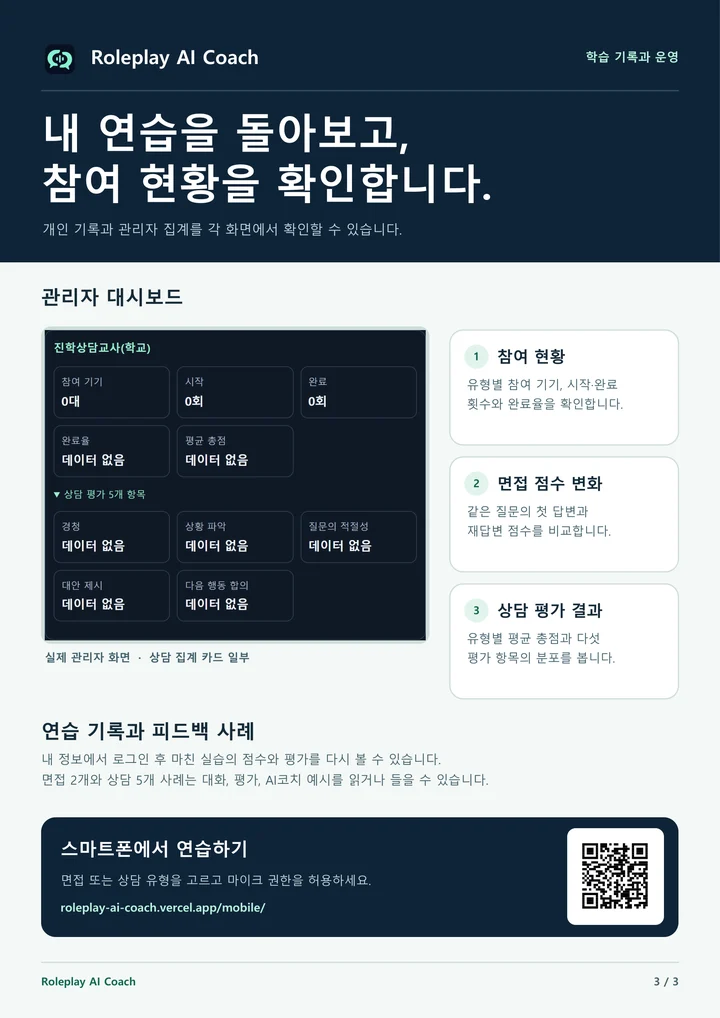 Roleplay AI Coach
학습 기록과 운영
내 연습을 돌아보고,
참여 현황을 확인합니다.
개인 기록과 관리자 집계를 각 화면에서 확인할 수 있습니다.
관리자 대시보드
진학상담교사(학교)
참여 기기
0대
시작
0회
완료
0회
완료율
데이터 없음
평균 총점
데이터 없음
▼ 상담 평가 5개 항목
경청
데이터 없음
상황 파악
데이터 없음
질문의 적절성
데이터 없음
대안 제시
데이터 없음
다음 행동 합의
데이터 없음
실제 관리자 화면 · 상담 집계 카드 일부
1 참여 현황
유형별 참여 기기, 시작·완료
횟수와 완료율을 확인합니다.
2 면접 점수 변화
같은 질문의 첫 답변과
재답변 점수를 비교합니다.
3 상담 평가 결과
유형별 평균 총점과 다섯
평가 항목의 분포를 봅니다.
연습 기록과 피드백 사례
내 정보에서 로그인 후 마친 실습의 점수와 평가를 다시 볼 수 있습니다.
면접 2개와 상담 5개 사례는 대화, 평가, AI코치 예시를 읽거나 들을 수 있습니다.
스마트폰에서 연습하기
면접 또는 상담 유형을 고르고 마이크 권한을 허용하세요.
roleplay-ai-coach.vercel.app/mobile/
Roleplay AI Coach
3 / 3